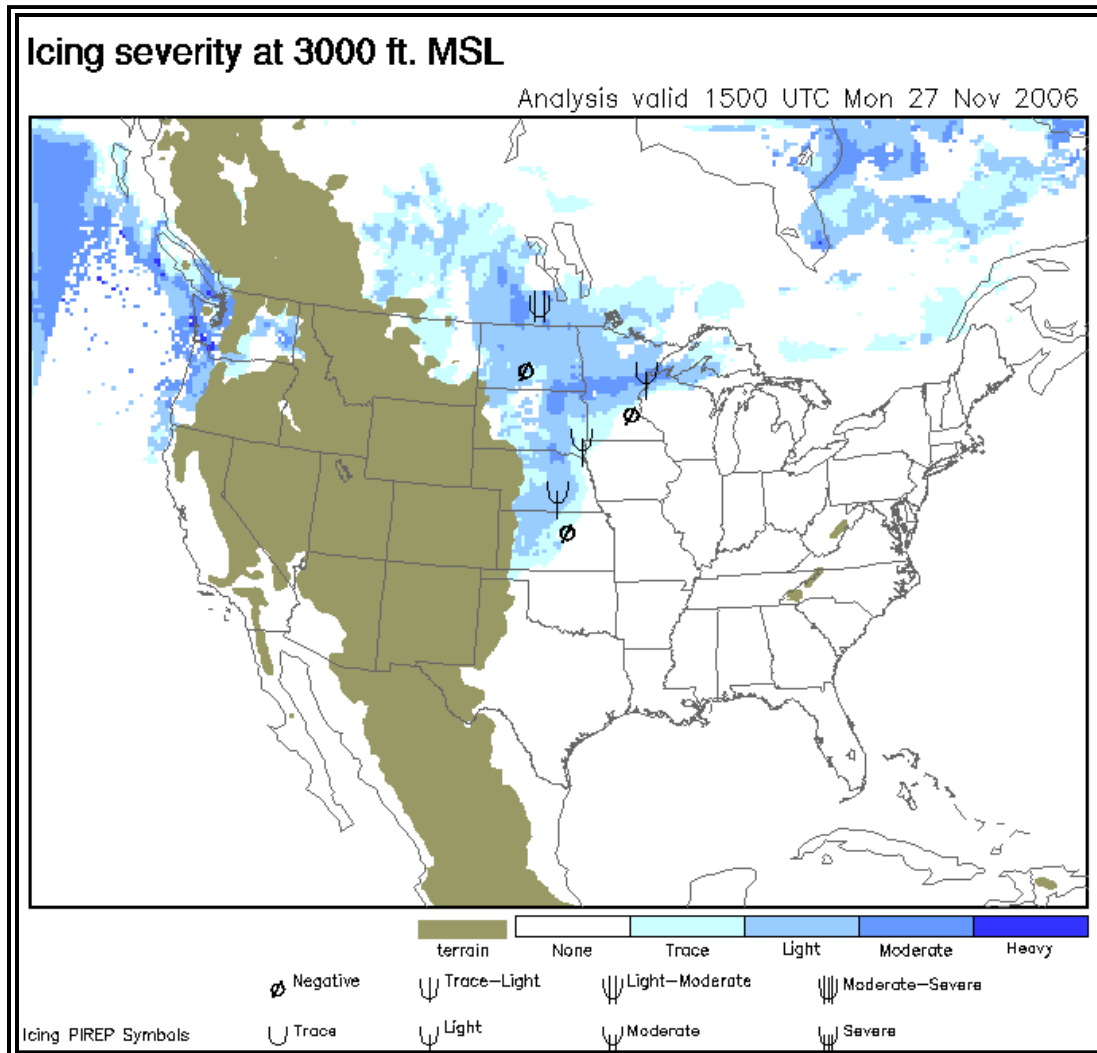 Icing severity at 3000 ft. MSL
Analysis valid 1500 UTC Mon 27 Nov 2006
terrain None Trace Light Moderate Heavy
Negative Trace-Light Light-Moderate Moderate-Severe
Icing PIREP Symbols Trace Light Moderate Severe